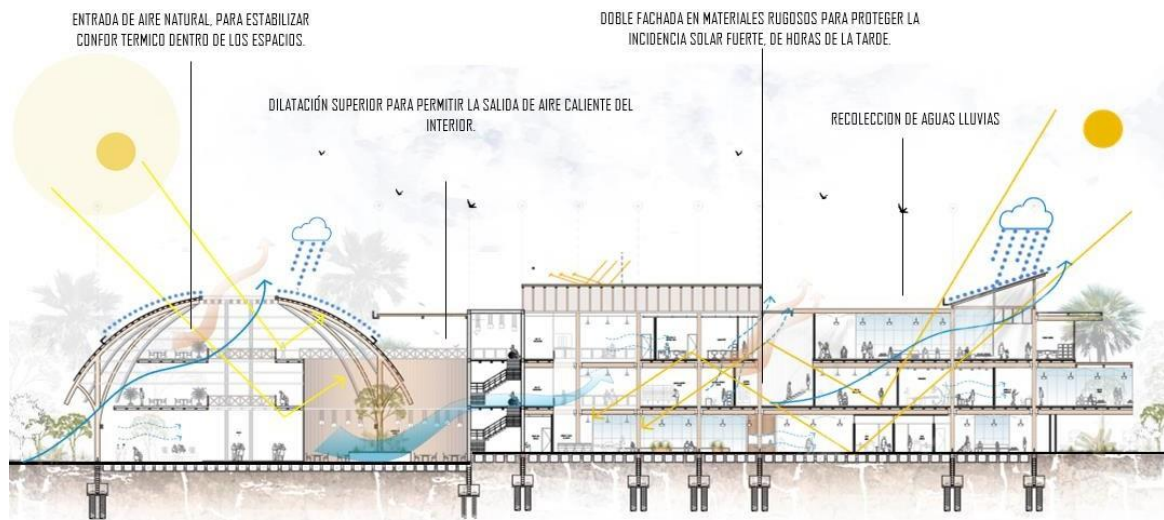 ENTRADA DE AIRE NATURAL, PARA ESTABILIZAR
CONFOR TERMICO DENTRO DE LOS ESPACIOS.
DOBLE FACHADA EN MATERIALES RUGOSOS PARA PROTEGER LA
INCIDENCIA SOLAR FUERTE, DE HORAS DE LA TARDE.
DILATACIÓN SUPERIOR PARA PERMITIR LA SALIDA DE AIRE CALIENTE DEL
INTERIOR.
RECOLECCION DE AGUAS LLUVIAS